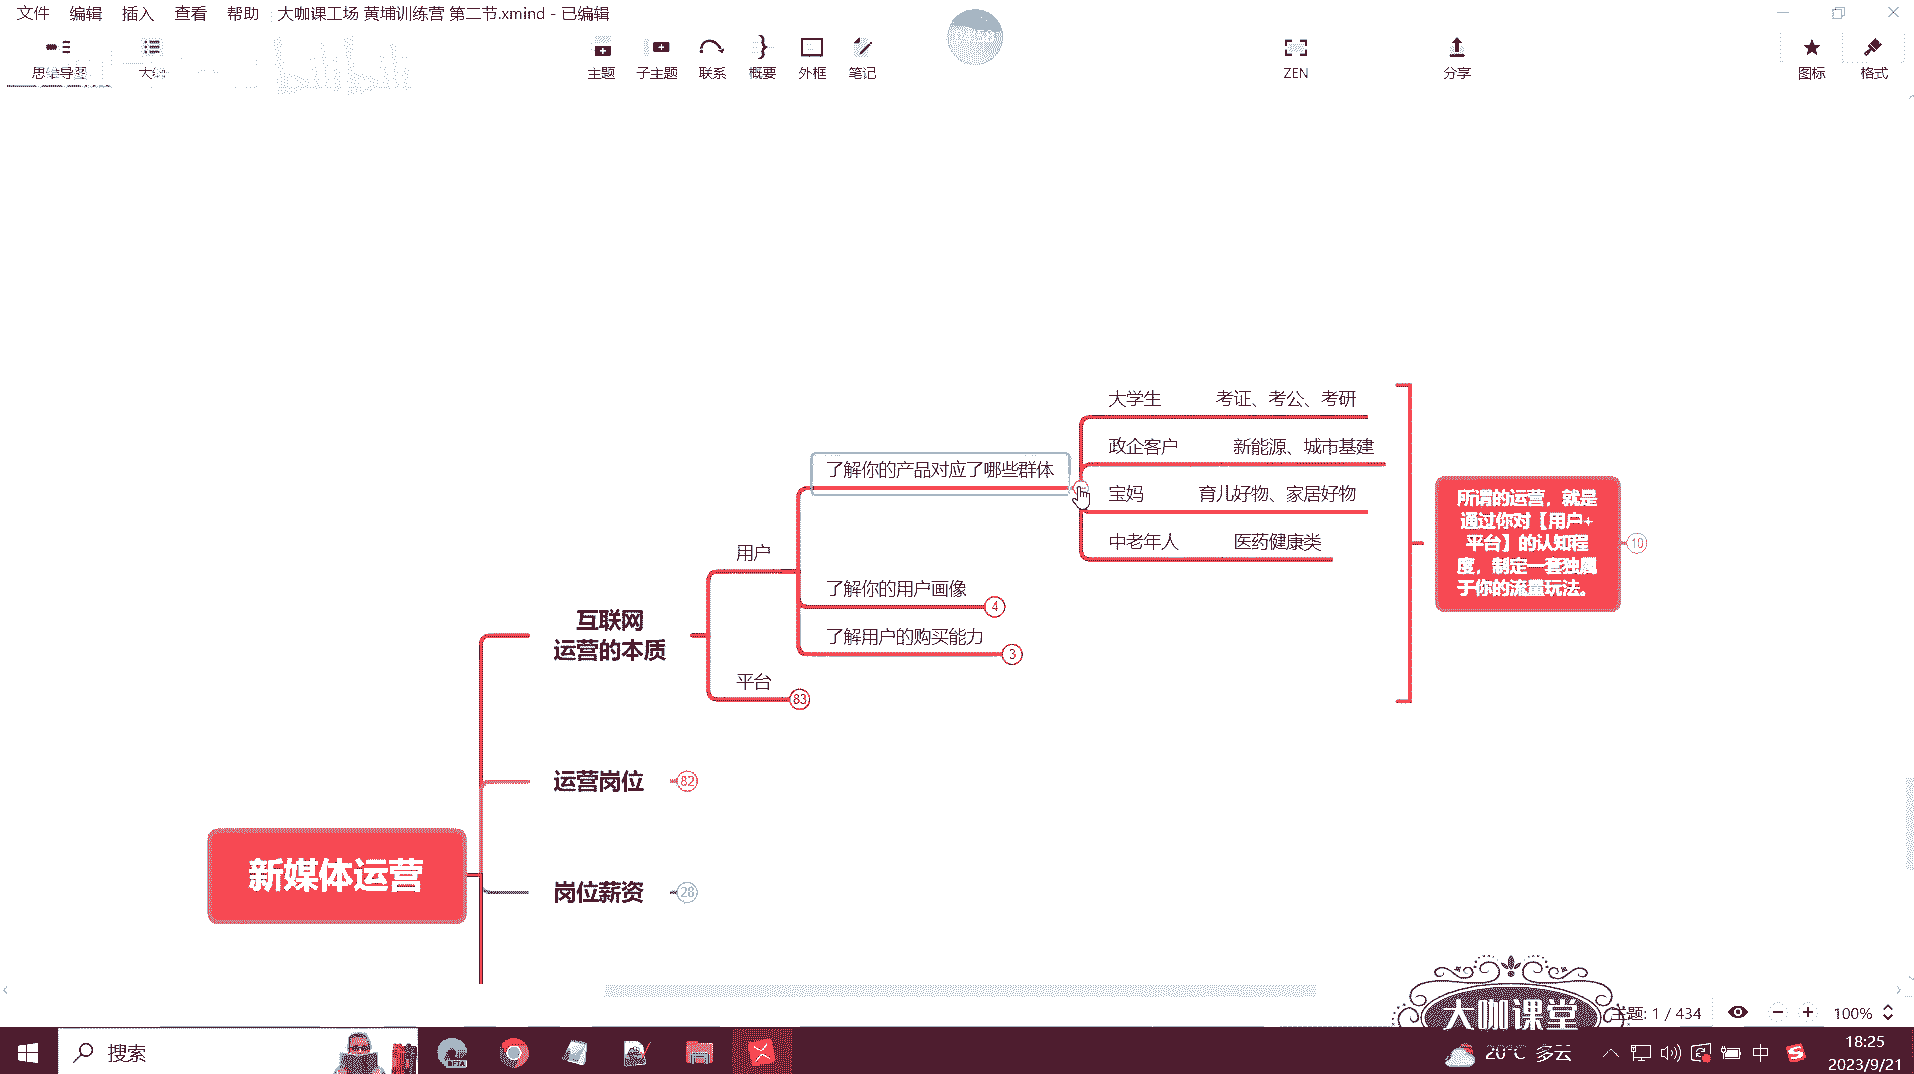 文件 编辑 插入 查看 帮助 大咖课工场 黄埔训练营 第二节.xmind - 已编辑
思维导图 大纲 主题 子主题 联系 概要 外框 笔记 ZEN 分享 图标 格式
bilibili
大学生 考证、考公、考研
政企客户 新能源、城市基建
了解你的产品对应了哪些群体
宝妈 育儿好物、家居好物
中老年人 医药健康类
所谓的运营，就是
通过你对【用户+
平台】的认知程
度，制定一套独属
于你的流量玩法。
10
用户
了解你的用户画像 4
了解用户的购买能力 3
互联网
运营的本质
平台 83
运营岗位 82
新媒体运营
岗位薪资 28
大咖课堂
主题: 1 / 434 100%
搜索
BETA
20°C 多云
中
18:25
2023/9/21